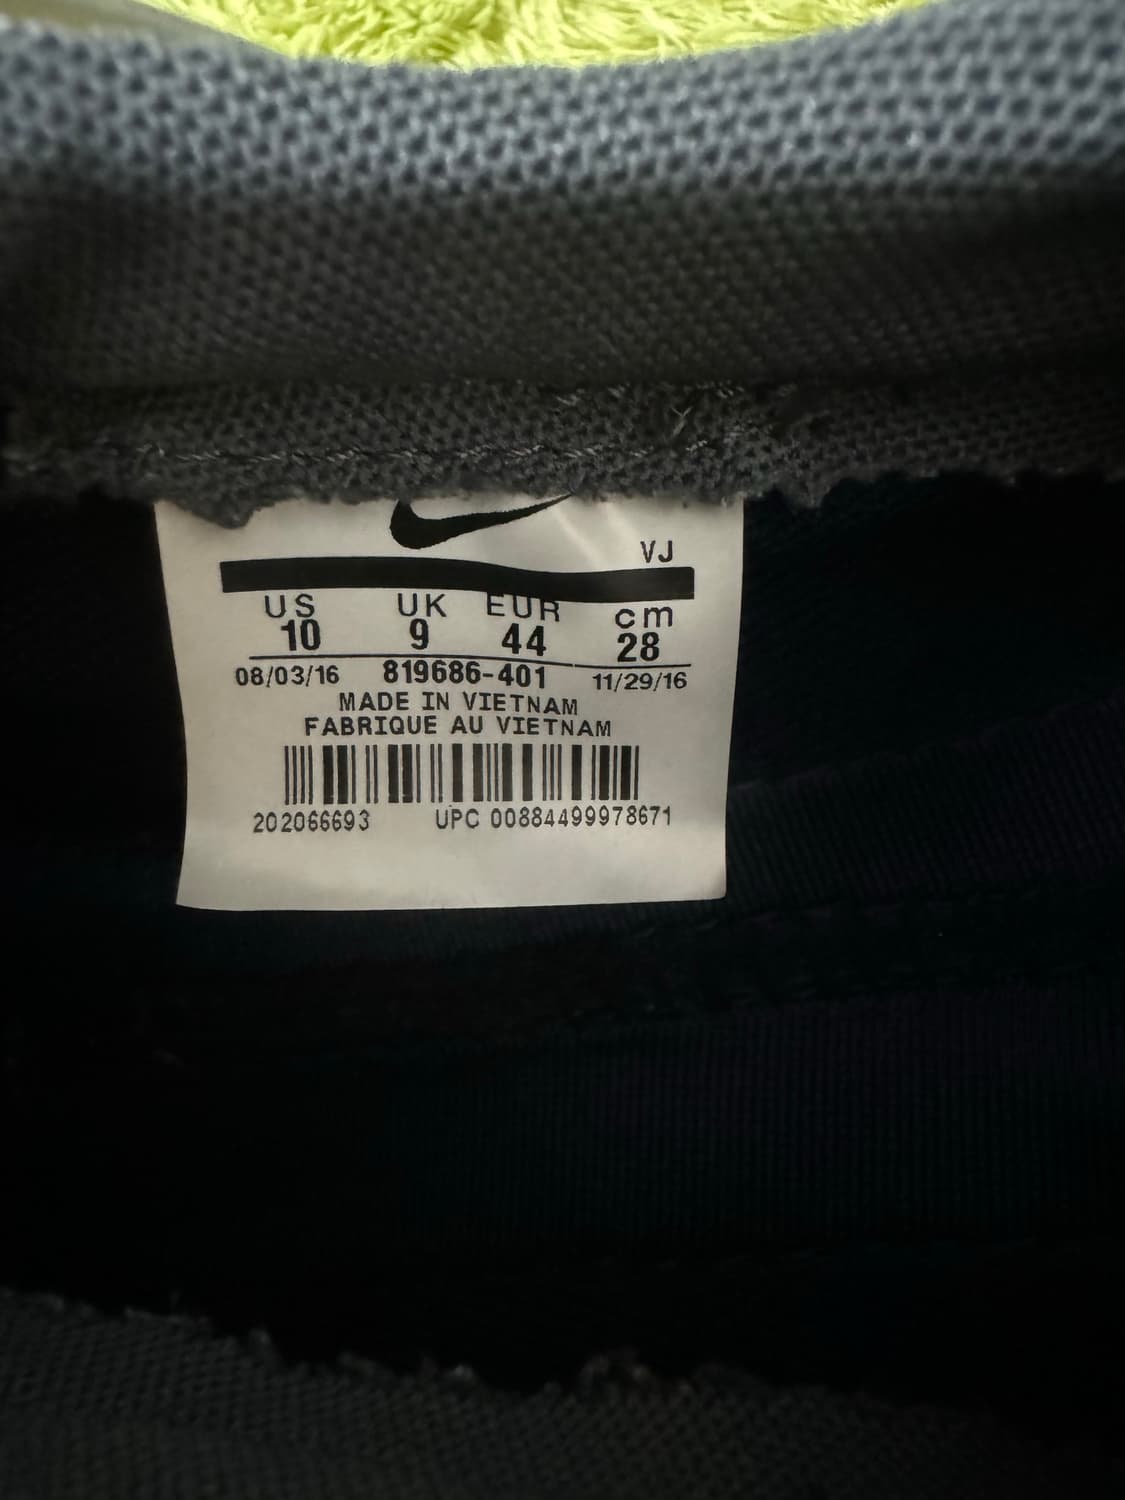 VJ
US UK EUR cm
10 9 44 28
08/03/16 819686-401 11/29/16
MADE IN VIETNAM
FABRIQUE AU VIETNAM
202066693 UPC 00884499978671